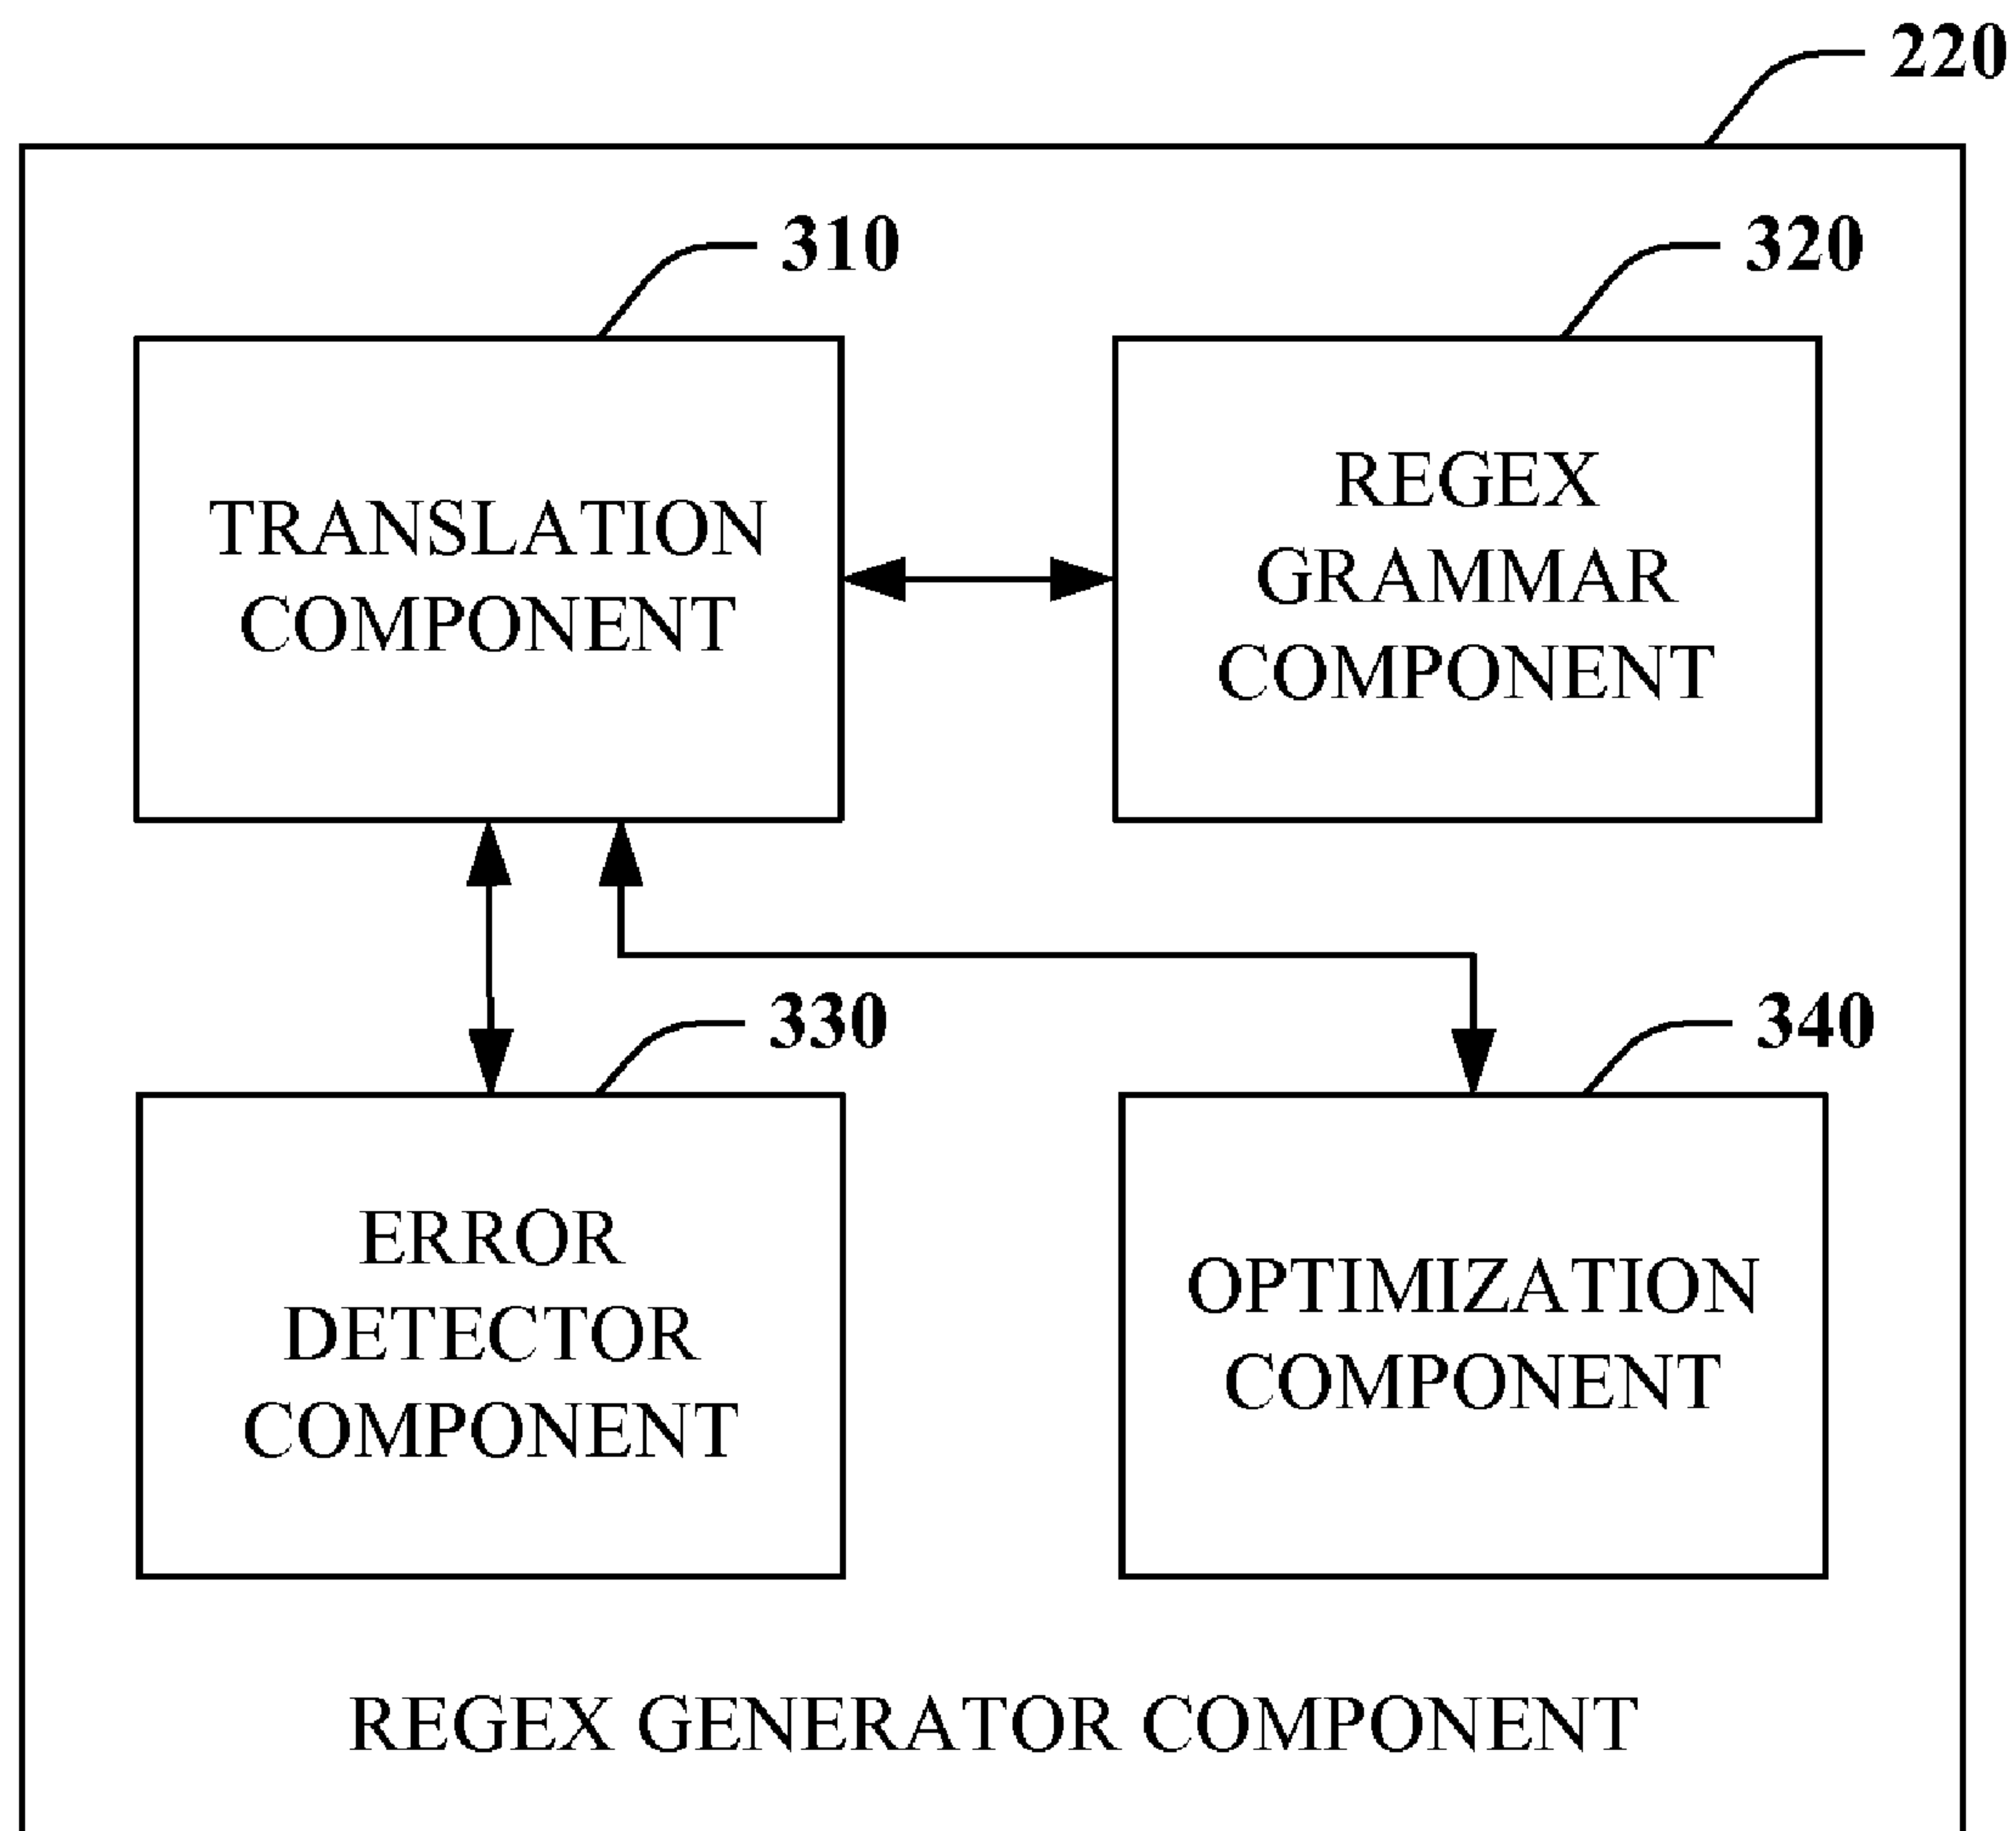 220
310
320
TRANSLATION
COMPONENT
REGEX
GRAMMAR
COMPONENT
330
340
ERROR
DETECTOR
COMPONENT
OPTIMIZATION
COMPONENT
REGEX GENERATOR COMPONENT